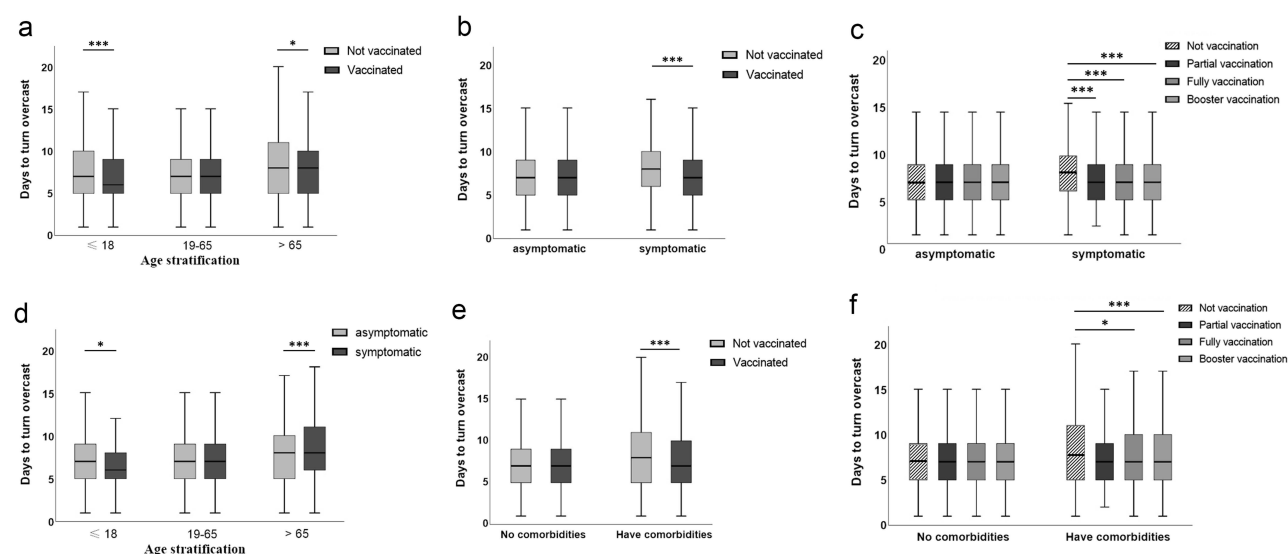 a
Days to turn overcast
20
15
10
5
0
***
*
Not vaccinated
Vaccinated
⩽ 18
19-65
> 65
Age stratification
b
Days to turn overcast
20
15
10
5
0
***
Not vaccinated
Vaccinated
asymptomatic
symptomatic
c
Days to turn overcast
20
15
10
5
0
***
***
***
Not vaccination
Partial vaccination
Fully vaccination
Booster vaccination
asymptomatic
symptomatic
d
Days to turn overcast
20
15
10
5
0
*
***
asymptomatic
symptomatic
⩽ 18
19-65
> 65
Age stratification
e
Days to turn overcast
20
15
10
5
0
***
Not vaccinated
Vaccinated
No comorbidities
Have comorbidities
f
Days to turn overcast
20
15
10
5
0
***
*
Not vaccination
Partial vaccination
Fully vaccination
Booster vaccination
No comorbidities
Have comorbidities